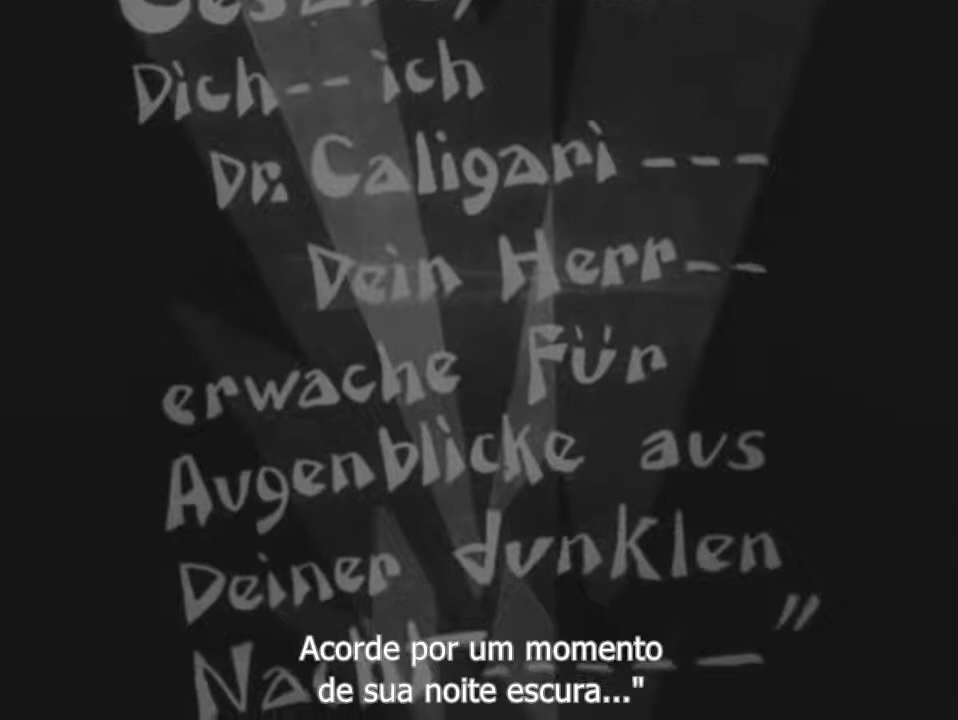 Dich -- ich
Dr. Caligari ---
Dein Herr --
erwache Für
Augenblicke aus
Deiner dunklen
Nacht - - - - "
Acorde por um momento
de sua noite escura..."